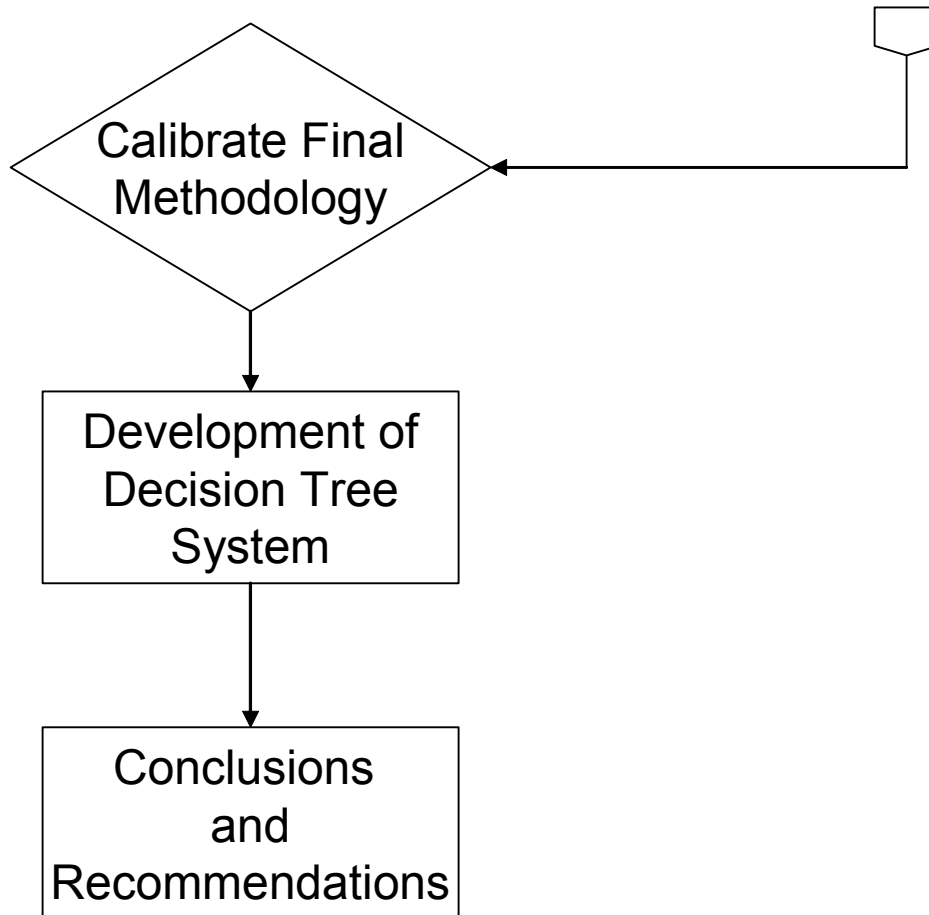 Calibrate Final
Methodology
Development of
Decision Tree
System
Conclusions
and
Recommendations